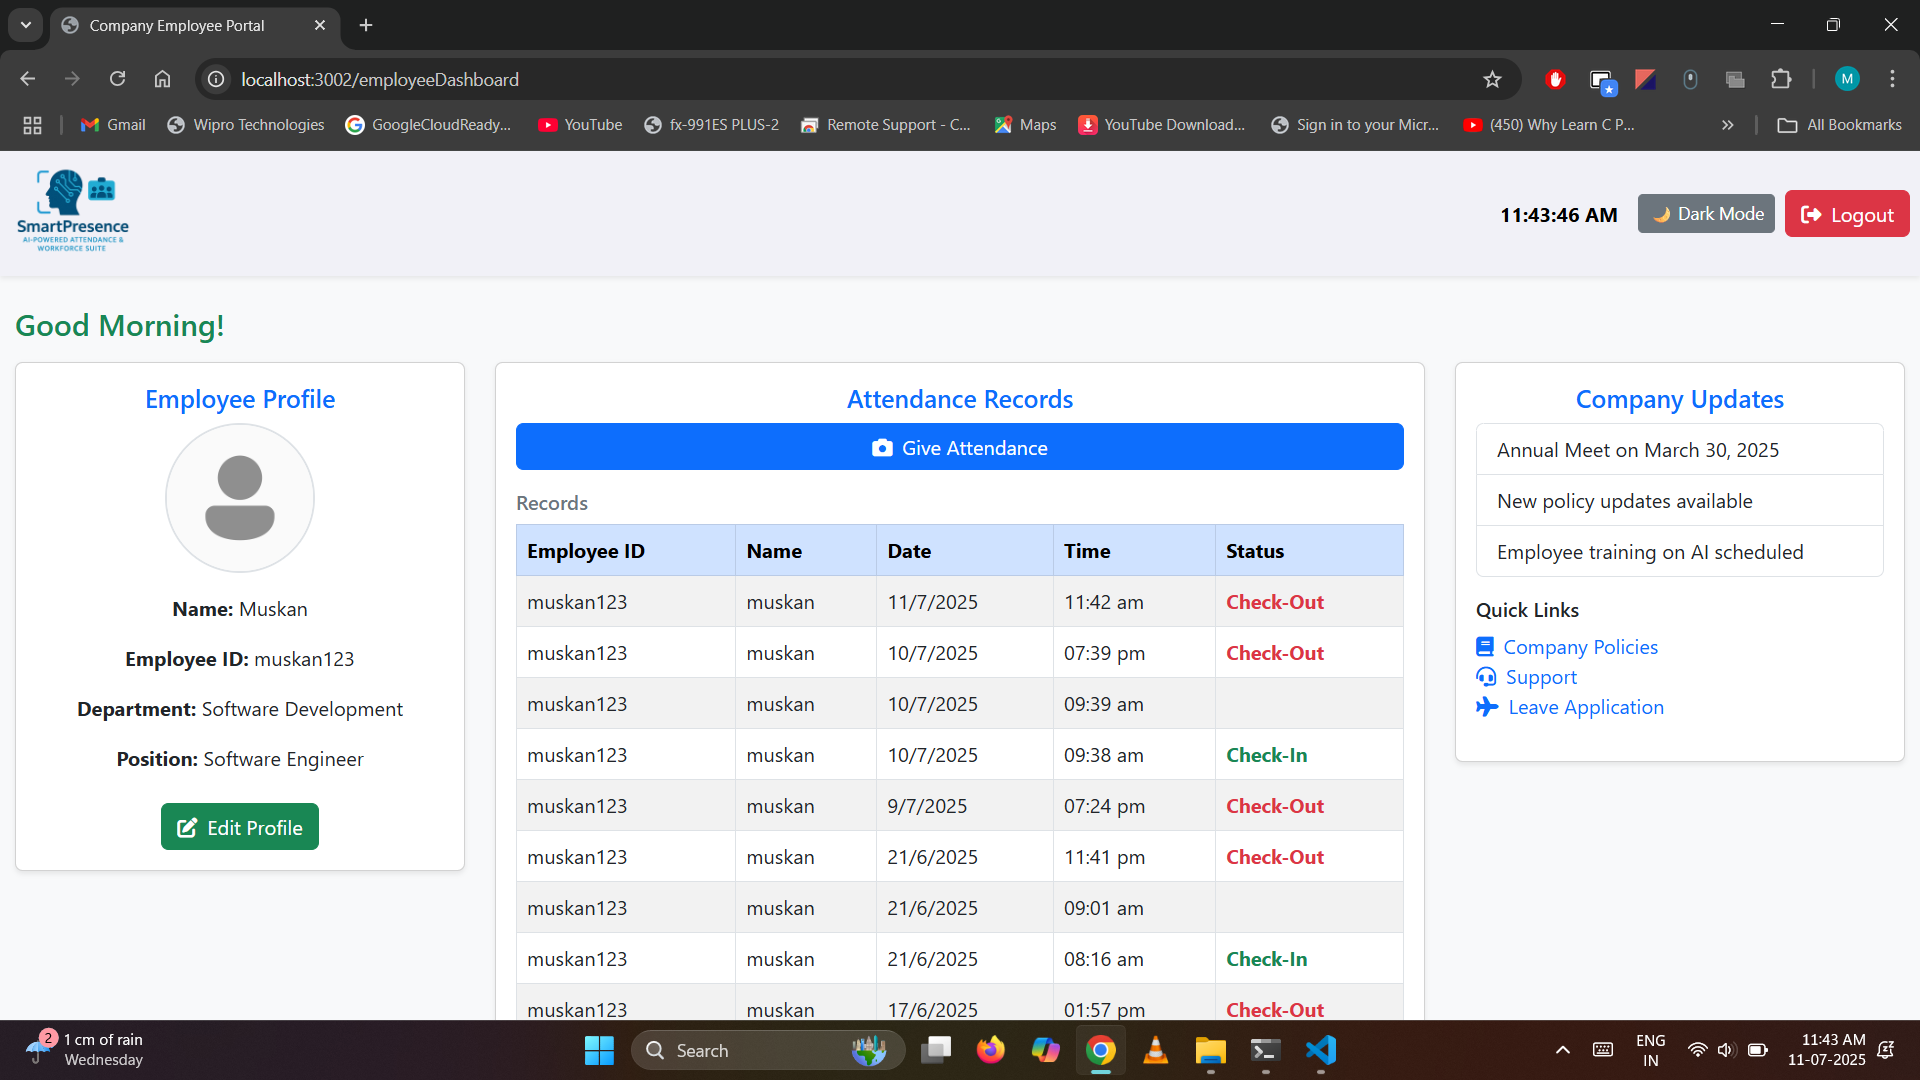 Company Employee Portal
localhost:3002/employeeDashboard
M
Gmail
Wipro Technologies
GoogleCloudReady...
YouTube
fx-991ES PLUS-2
Remote Support - C...
Maps
YouTube Download...
Sign in to your Micr...
(450) Why Learn C P...
All Bookmarks
SmartPresence
AI-POWERED ATTENDANCE &
WORKFORCE SUITE
11:43:46 AM
Dark Mode
Logout
Good Morning!
Employee Profile
Name: Muskan
Employee ID: muskan123
Department: Software Development
Position: Software Engineer
Edit Profile
Attendance Records
Give Attendance
Records
Employee ID Name Date Time Status
muskan123 muskan 11/7/2025 11:42 am Check-Out
muskan123 muskan 10/7/2025 07:39 pm Check-Out
muskan123 muskan 10/7/2025 09:39 am
muskan123 muskan 10/7/2025 09:38 am Check-In
muskan123 muskan 9/7/2025 07:24 pm Check-Out
muskan123 muskan 21/6/2025 11:41 pm Check-Out
muskan123 muskan 21/6/2025 09:01 am
muskan123 muskan 21/6/2025 08:16 am Check-In
muskan123 muskan 17/6/2025 01:57 pm Check-Out
Company Updates
Annual Meet on March 30, 2025
New policy updates available
Employee training on AI scheduled
Quick Links
Company Policies
Support
Leave Application
2
1 cm of rain
Wednesday
Search
ENG
IN
11:43 AM
11-07-2025